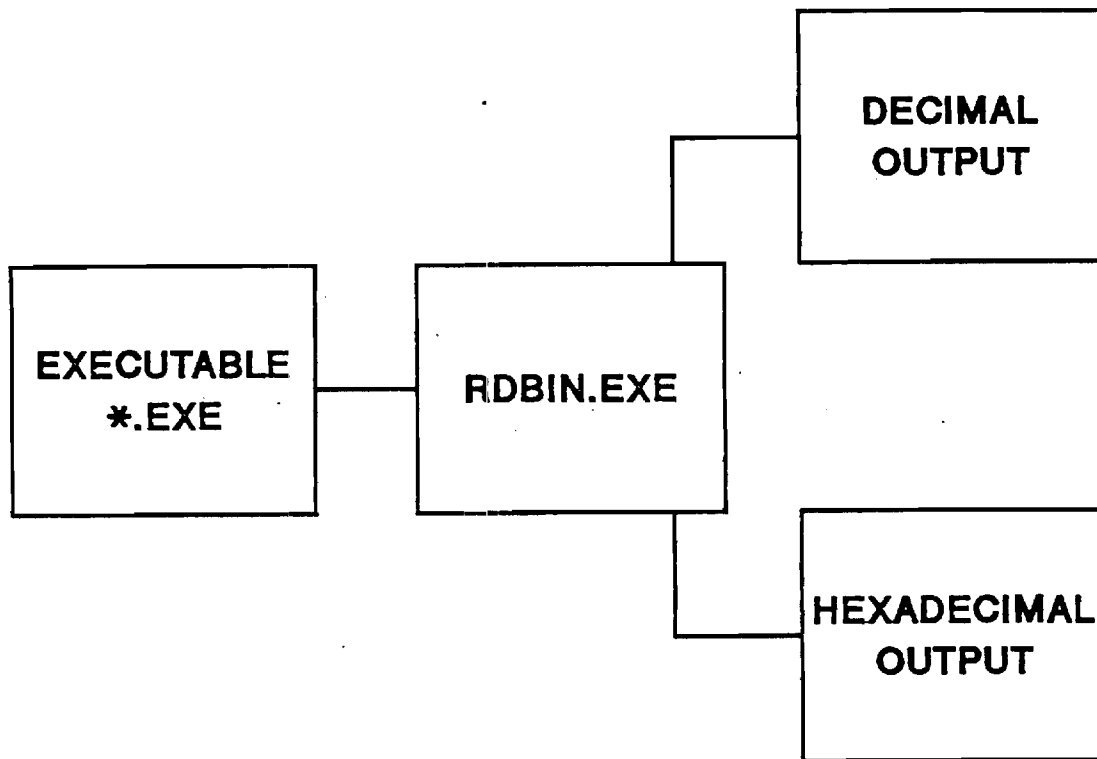 DECIMAL
OUTPUT
EXECUTABLE
*.EXE
RDBIN.EXE
HEXADECIMAL
OUTPUT